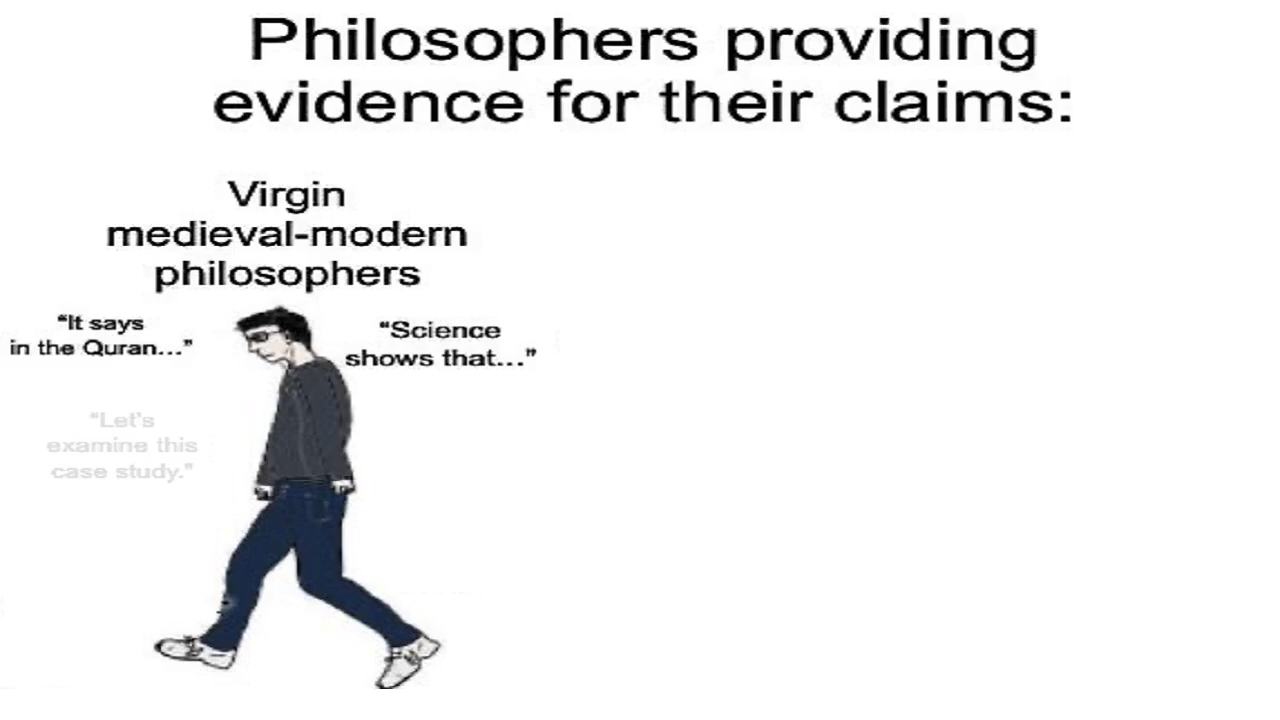 Philosophers providing
evidence for their claims:
Virgin
medieval-modern
philosophers
“It says
in the Quran...”
“Science
shows that...”
“Let's
examine this
case study.”